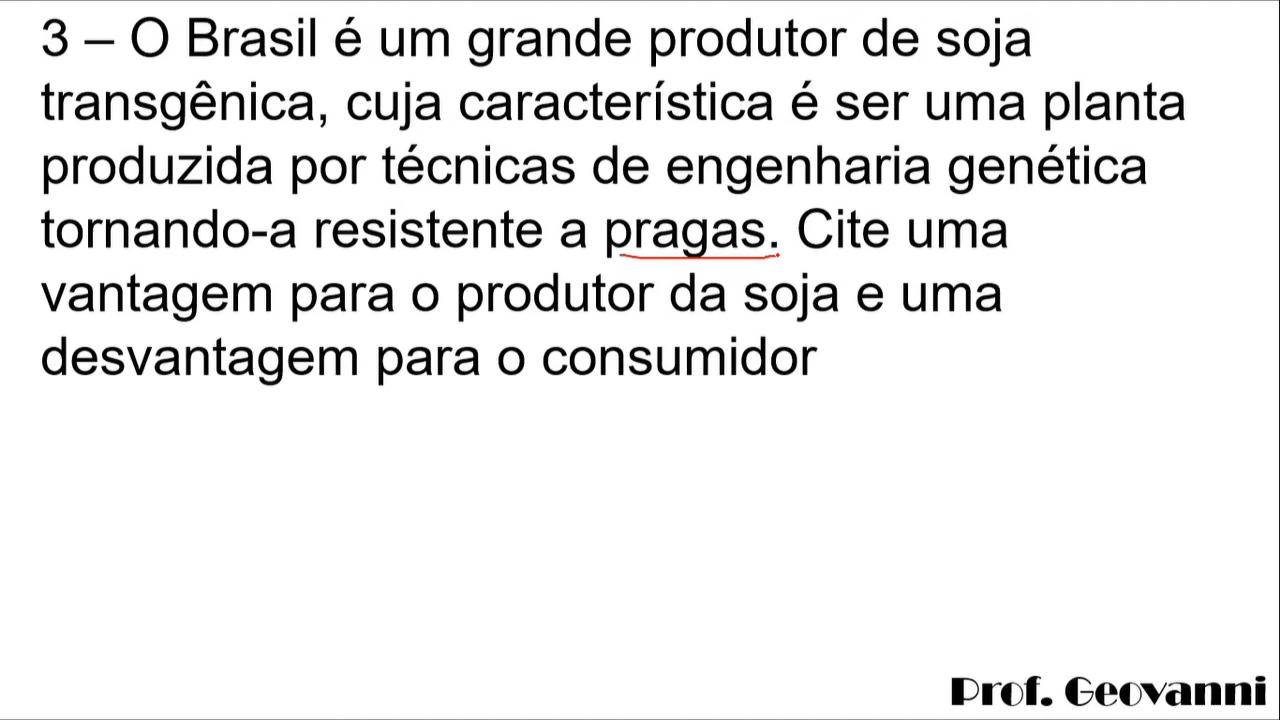 3 – O Brasil é um grande produtor de soja
transgênica, cuja característica é ser uma planta
produzida por técnicas de engenharia genética
tornando-a resistente a pragas. Cite uma
vantagem para o produtor da soja e uma
desvantagem para o consumidor
Prof. Geovanni